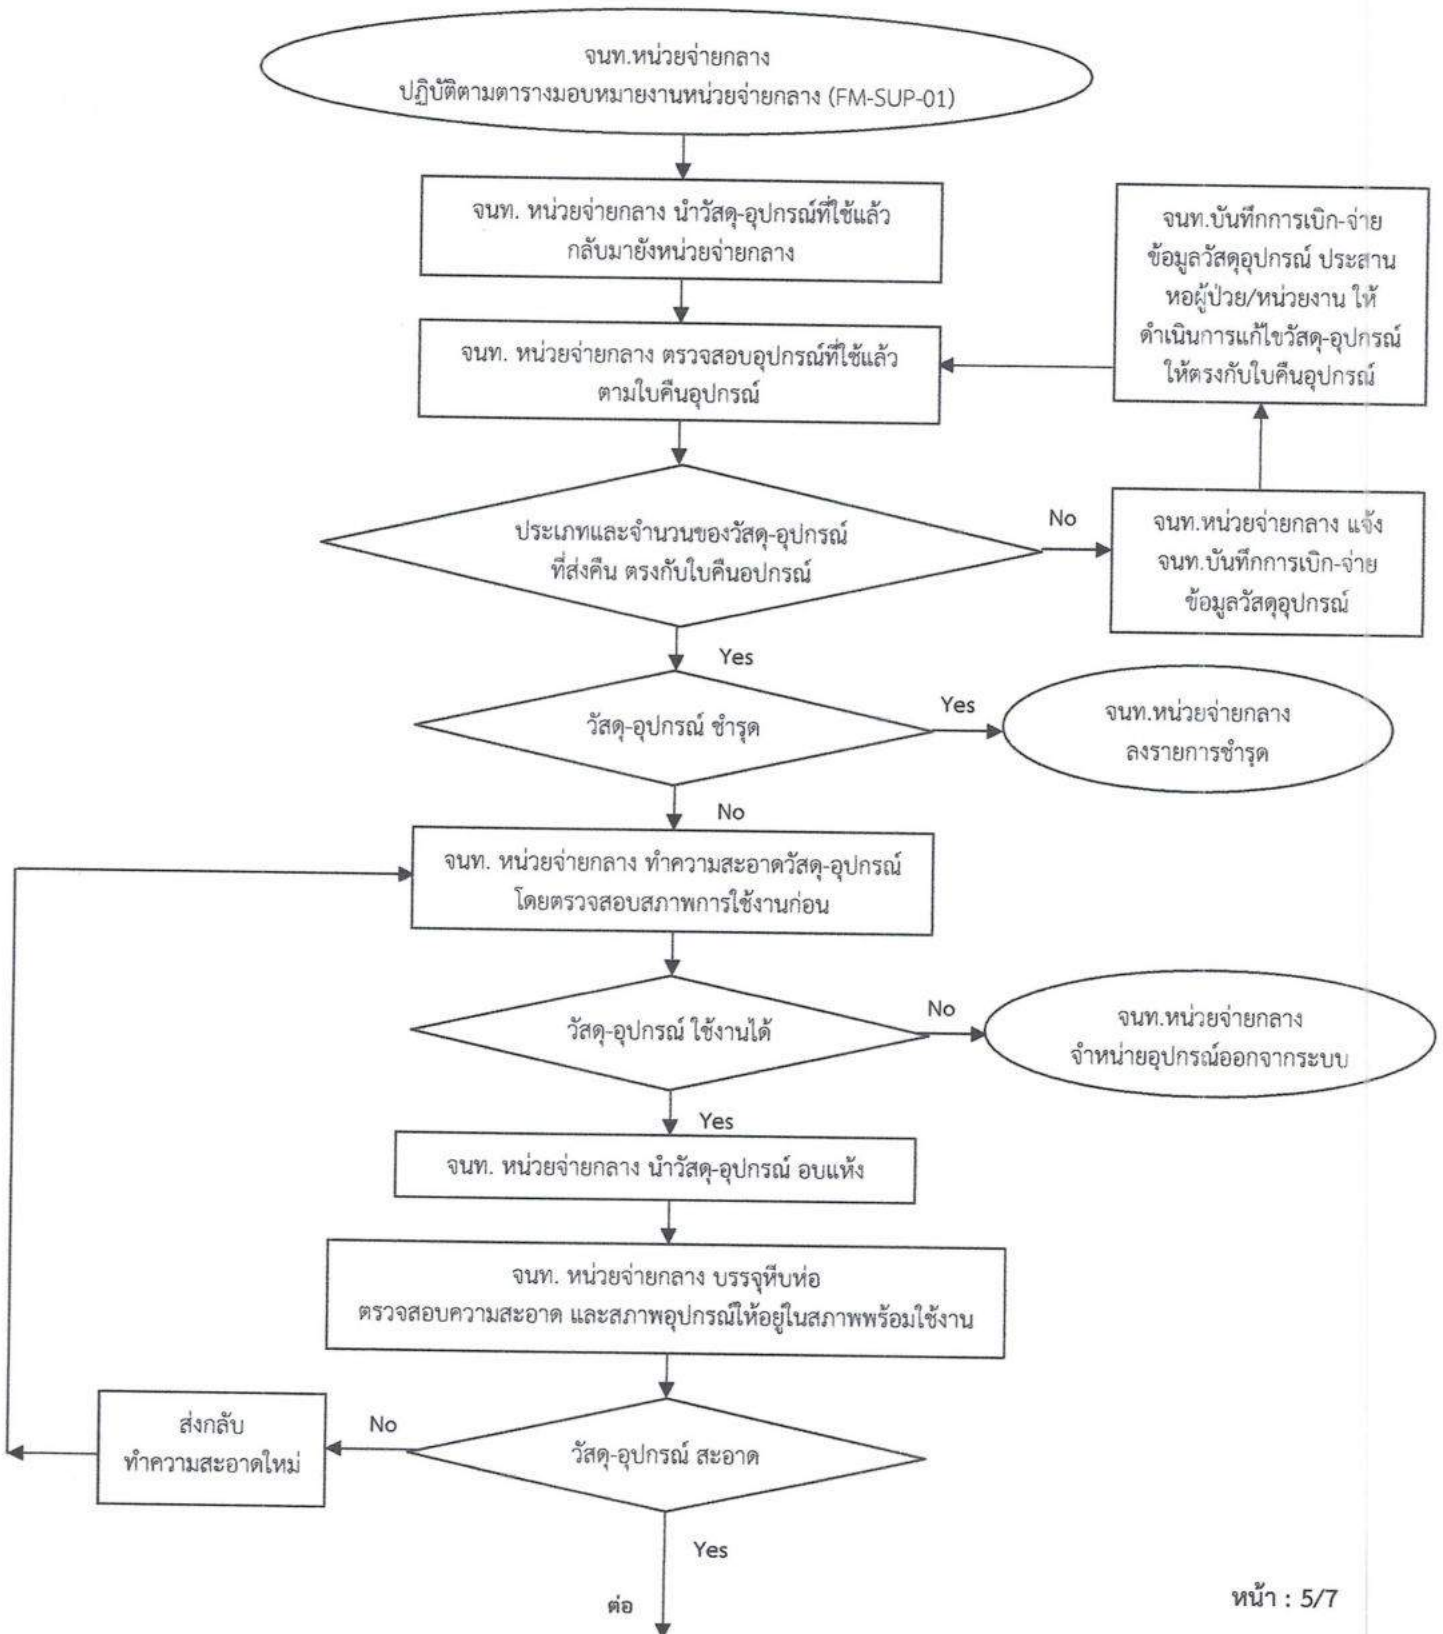 จนท.หน่วยจ่ายกลาง
ปฏิบัติตามตารางมอบหมายงานหน่วยจ่ายกลาง (FM-SUP-01)
จนท. หน่วยจ่ายกลาง นำวัสดุ-อุปกรณ์ที่ใช้แล้ว
กลับมายังหน่วยจ่ายกลาง
จนท.บันทึกการเบิก-จ่าย
ข้อมูลวัสดุอุปกรณ์ ประสาน
หอผู้ป่วย/หน่วยงาน ให้
ดำเนินการแก้ไขวัสดุ-อุปกรณ์
ให้ตรงกับใบคืนอุปกรณ์
จนท. หน่วยจ่ายกลาง ตรวจสอบอุปกรณ์ที่ใช้แล้ว
ตามใบคืนอุปกรณ์
ประเภทและจำนวนของวัสดุ-อุปกรณ์
ที่ส่งคืน ตรงกับใบคืนอปกรณ์
No
จนท.หน่วยจ่ายกลาง แจ้ง
จนท.บันทึกการเบิก-จ่าย
ข้อมูลวัสดุอุปกรณ์
Yes
วัสดุ-อุปกรณ์ ชำรุด
Yes
จนท.หน่วยจ่ายกลาง
ลงรายการชำรุด
No
จนท. หน่วยจ่ายกลาง ทำความสะอาดวัสดุ-อุปกรณ์
โดยตรวจสอบสภาพการใช้งานก่อน
วัสดุ-อุปกรณ์ ใช้งานได้
No
จนท.หน่วยจ่ายกลาง
จำหน่ายอุปกรณ์ออกจากระบบ
Yes
จนท. หน่วยจ่ายกลาง นำวัสดุ-อุปกรณ์ อบแห้ง
จนท. หน่วยจ่ายกลาง บรรจุหีบห่อ
ตรวจสอบความสะอาด และสภาพอุปกรณ์ให้อยู่ในสภาพพร้อมใช้งาน
วัสดุ-อุปกรณ์ สะอาด
No
ส่งกลับ
ทำความสะอาดใหม่
Yes
ต่อ
หน้า : 5/7